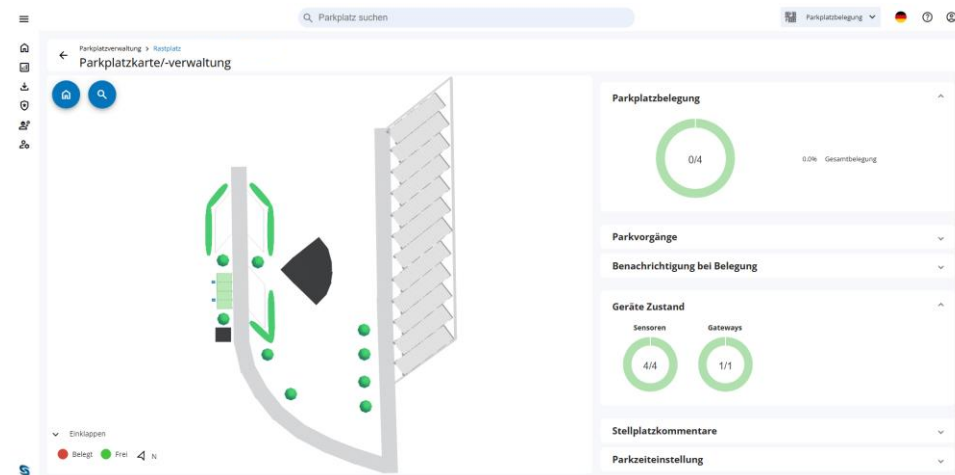 Parkplatz suchen
Parkplatzbelegung
Parkplatzverwaltung > Rastplatz
Parkplatzkarte/-verwaltung
Parkplatzbelegung
0/4
0.0% Gesamtbelegung
Parkvorgänge
Benachrichtigung bei Belegung
Geräte Zustand
Sensoren Gateways
4/4 1/1
Stellplatzkommentare
Parkzeiteinstellung
Einklappen
Belegt Frei N